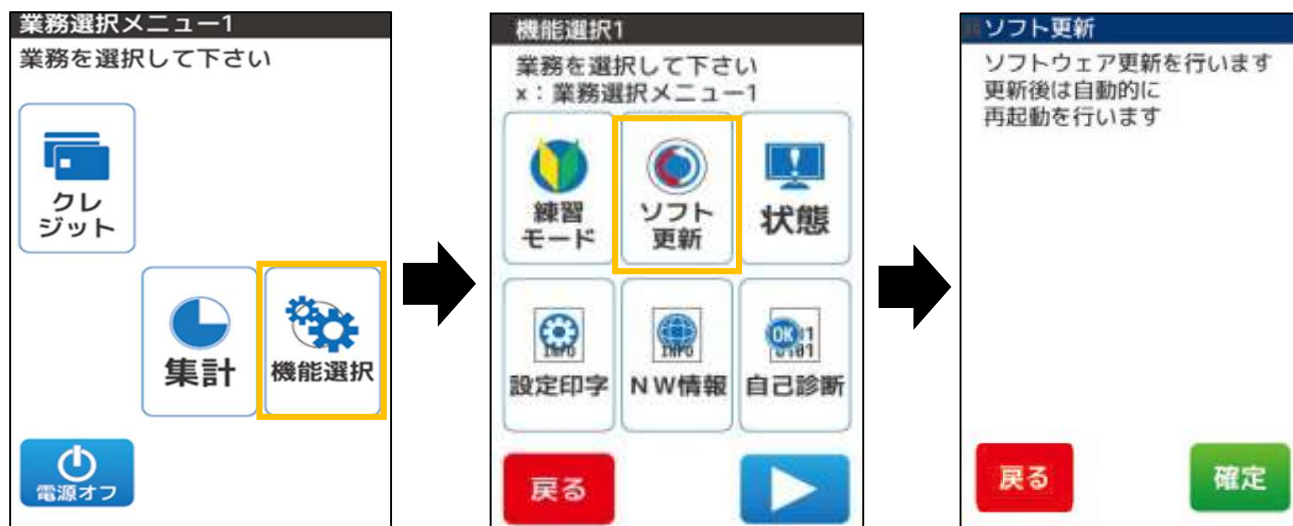 業務選択メニュー1
業務を選択して下さい
クレ
ジット
集計
機能選択
電源オフ
機能選択1
業務を選択して下さい
x：業務選択メニュー1
練習
モード
ソフト
更新
状態
INFO
設定印字
INFO
NW情報
OK
自己診断
戻る
ソフト更新
ソフトウェア更新を行います
更新後は自動的に
再起動を行います
戻る
確定